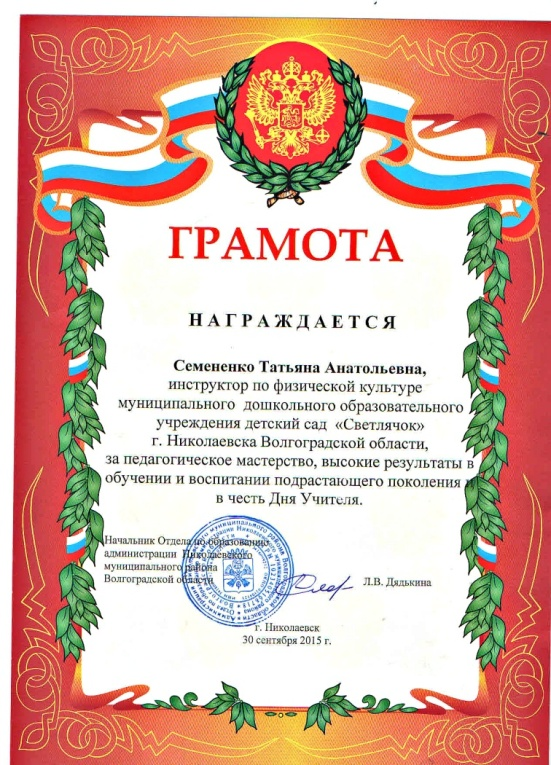 ГРАМОТА
НАГРАЖДАЕТСЯ
Семененко Татьяна Анатольевна,
инструктор по физической культуре
муниципального дошкольного образовательного
учреждения детский сад «Светлячок»
г. Николаевска Волгоградской области,
за педагогическое мастерство, высокие результаты в
обучении и воспитании подрастающего поколения и
в честь Дня Учителя.
Начальник Отдела по образованию
администрации Николаевского
муниципального района
Волгоградской области Л.В. Дядькина
г. Николаевск
30 сентября 2015 г.